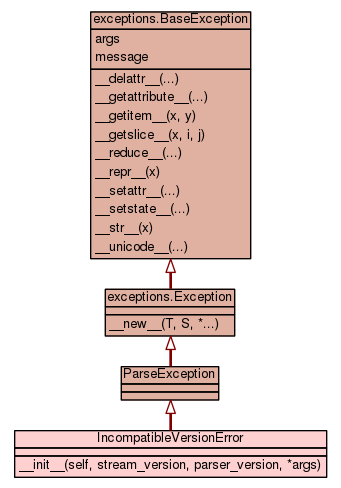 exceptions.BaseException
args
message
__delattr__(...)
__getattribute__(...)
__getitem__(x, y)
__getslice__(x, i, j)
__reduce__(...)
__repr__(x)
__setattr__(...)
__setstate__(...)
__str__(x)
__unicode__(...)
exceptions.Exception
__new__(T, S, *...)
ParseException
IncompatibleVersionError
__init__(self, stream_version, parser_version, *args)